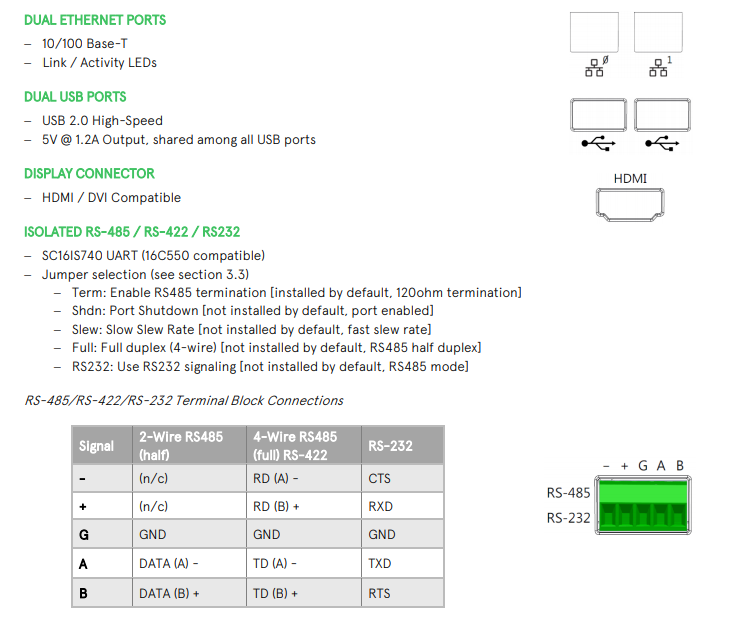 DUAL ETHERNET PORTS
– 10/100 Base-T
– Link / Activity LEDs
0 1
DUAL USB PORTS
– USB 2.0 High-Speed
– 5V @ 1.2A Output, shared among all USB ports
DISPLAY CONNECTOR
– HDMI / DVI Compatible
HDMI
ISOLATED RS-485 / RS-422 / RS232
– SC16IS740 UART (16C550 compatible)
– Jumper selection (see section 3.3)
– Term: Enable RS485 termination [installed by default, 120ohm termination]
– Shdn: Port Shutdown [not installed by default, port enabled]
– Slew: Slow Slew Rate [not installed by default, fast slew rate]
– Full: Full duplex (4-wire) [not installed by default, RS485 half duplex]
– RS232: Use RS232 signaling [not installed by default, RS485 mode]
RS-485/RS-422/RS-232 Terminal Block Connections
Signal 2-Wire RS485 (half) 4-Wire RS485 (full) RS-422 RS-232
- (n/c) RD (A) - CTS
+ (n/c) RD (B) + RXD
G GND GND GND
A DATA (A) - TD (A) - TXD
B DATA (B) + TD (B) + RTS
- + G A B
RS-485
RS-232